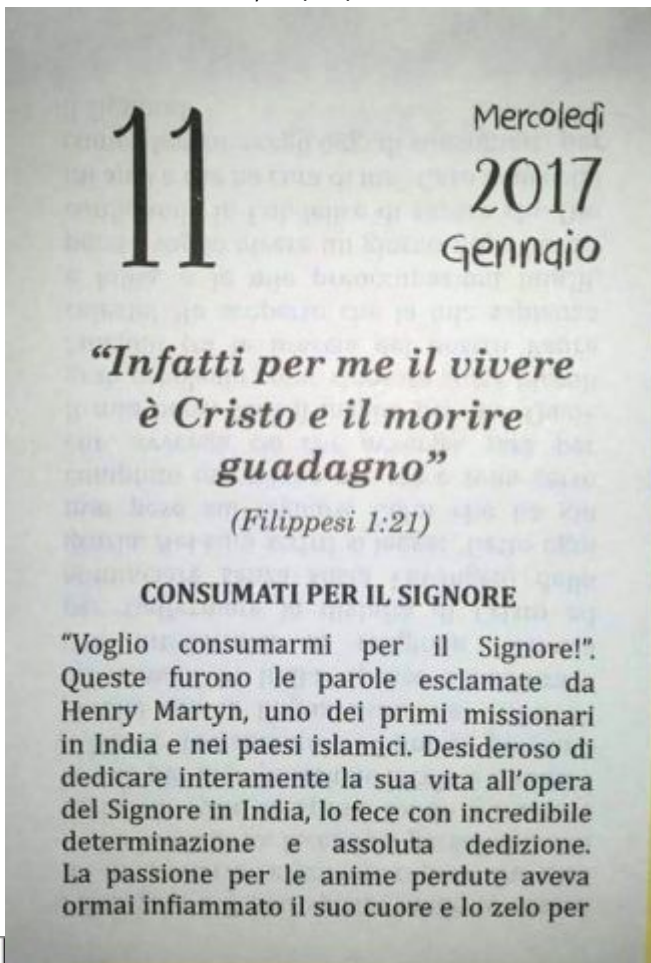 11
Mercoledì
2017
Gennaio
“Infatti per me il vivere
è Cristo e il morire
guadagno”
(Filippesi 1:21)
CONSUMATI PER IL SIGNORE
“Voglio consumarmi per il Signore!”.
Queste furono le parole esclamate da
Henry Martyn, uno dei primi missionari
in India e nei paesi islamici. Desideroso di
dedicare interamente la sua vita all’opera
del Signore in India, lo fece con incredibile
determinazione e assoluta dedizione.
La passione per le anime perdute aveva
ormai infiammato il suo cuore e lo zelo per